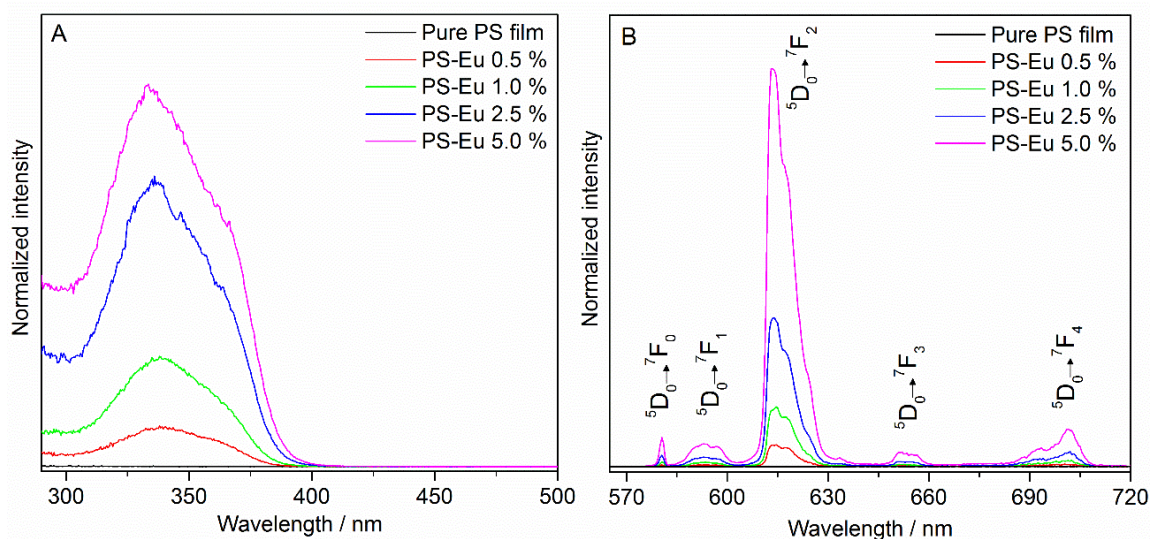 A
Pure PS film
PS-Eu 0.5 %
PS-Eu 1.0 %
PS-Eu 2.5 %
PS-Eu 5.0 %
Normalized intensity
300 350 400 450 500
Wavelength / nm
B
Pure PS film
PS-Eu 0.5 %
PS-Eu 1.0 %
PS-Eu 2.5 %
PS-Eu 5.0 %
⁵D₀→⁷F₀
⁵D₀→⁷F₁
⁵D₀→⁷F₂
⁵D₀→⁷F₃
⁵D₀→⁷F₄
Normalized intensity
570 600 630 660 690 720
Wavelength / nm